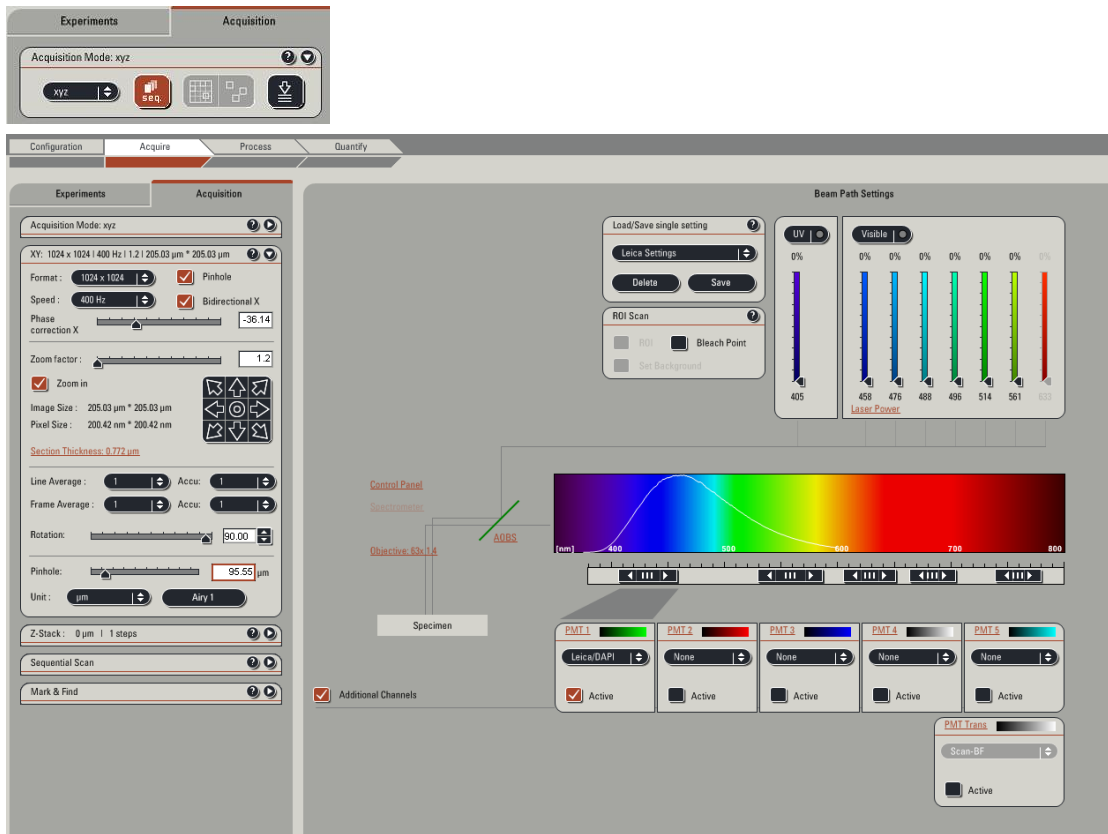 Experiments Acquisition
Acquisition Mode: xyz
xyz seq.
Configuration Acquire Process Quantify
Experiments Acquisition
Acquisition Mode: xyz
XY: 1024 x 1024 | 400 Hz | 1.2 | 205.03 µm * 205.03 µm
Format : 1024 x 1024 Pinhole
Speed : 400 Hz Bidirectional X
Phase correction X -36.14
Zoom factor : 1.2
Zoom in
Image Size : 205.03 µm * 205.03 µm
Pixel Size : 200.42 nm * 200.42 nm
Section Thickness: 0.772 µm
Line Average : 1 Accu: 1
Frame Average : 1 Accu: 1
Rotation: 90.00
Pinhole: 95.55 µm
Unit : µm Airy 1
Z-Stack : 0 µm | 1 steps
Sequential Scan
Mark & Find
Beam Path Settings
Load/Save single setting
Leica Settings
Delete Save
ROI Scan
ROI Bleach Point
Set Background
UV Visible
0% 0% 0% 0% 0% 0% 0% 0%
405 458 476 488 496 514 561 633
Laser Power
Control Panel
Spectrometer
AOBS
Objective: 63x 1.4
[nm] 400 500 600 700 800
Specimen
PMT 1 PMT 2 PMT 3 PMT 4 PMT 5
Leica/DAPI None None None None
Active Active Active Active Active
Additional Channels
PMT Trans
Scan-BF
Active